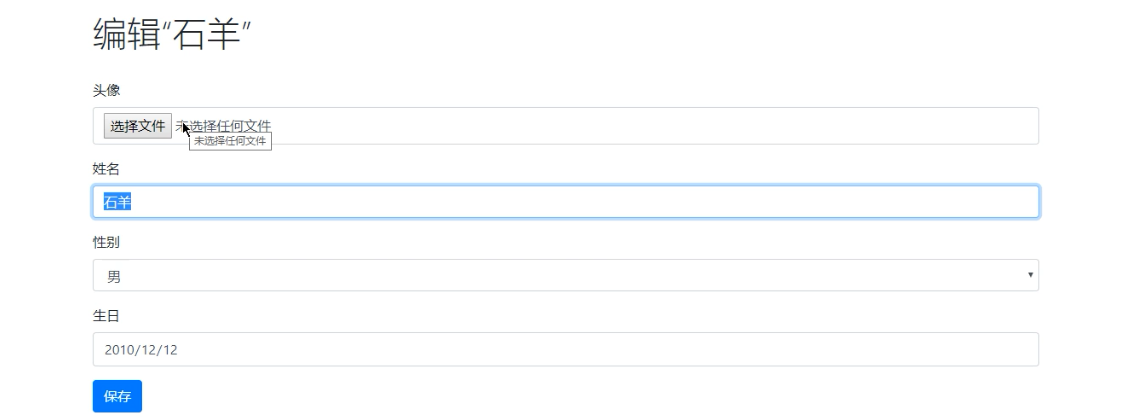 编辑“石羊”
头像
选择文件 未选择任何文件
未选择任何文件
姓名
石羊
性别
男
生日
2010/12/12
保存